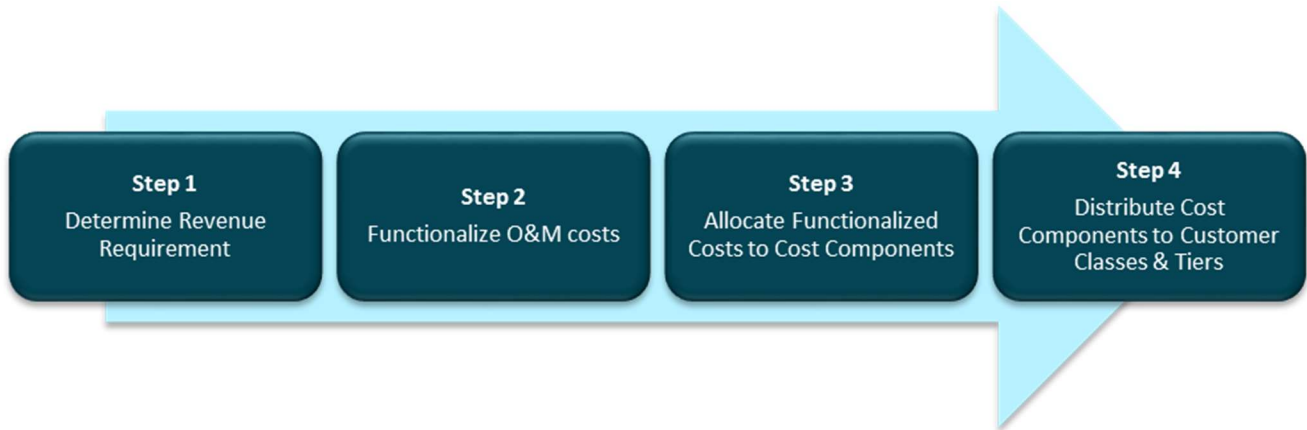 Step 1
Determine Revenue
Requirement
Step 2
Functionalize O&M costs
Step 3
Allocate Functionalized
Costs to Cost Components
Step 4
Distribute Cost
Components to Customer
Classes & Tiers